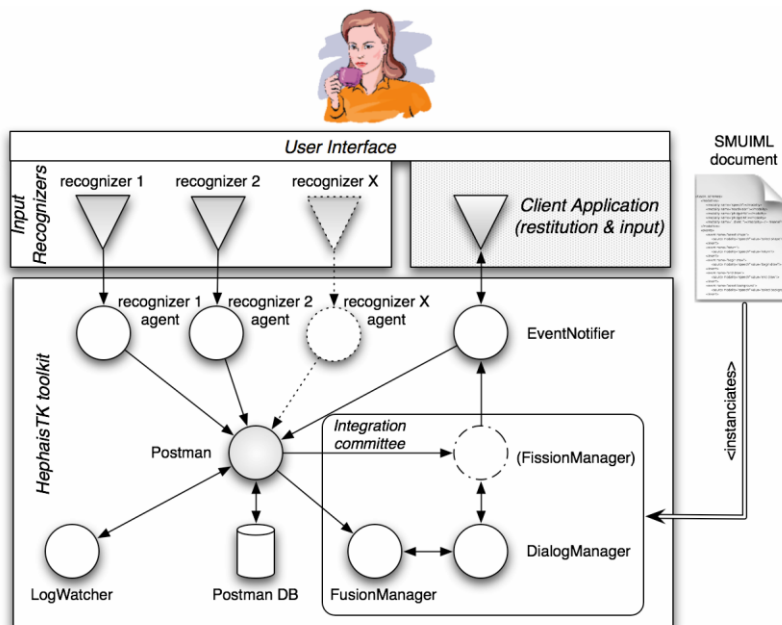 User Interface
SMUIML
document
Input
Recognizers
recognizer 1
recognizer 2
recognizer X
Client Application
(restitution & input)
HephaisTK toolkit
recognizer 1
agent
recognizer 2
agent
recognizer X
agent
EventNotifier
<instanciates>
Postman
Integration
committee
(FissionManager)
LogWatcher
Postman DB
FusionManager
DialogManager